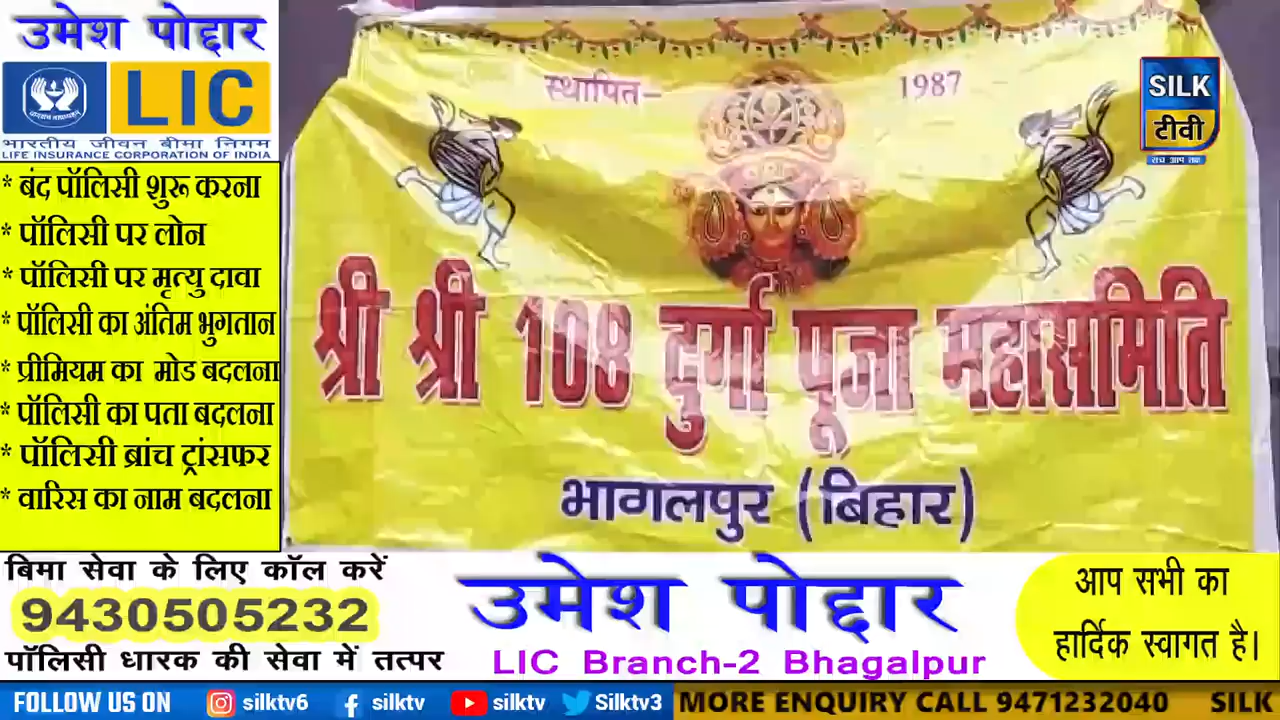 उमेश पोद्दार
LIC
भारतीय जीवन बीमा निगम
LIFE INSURANCE CORPORATION OF INDIA
* बंद पॉलिसी शुरू करना
* पॉलिसी पर लोन
* पॉलिसी पर मृत्यु दावा
* पॉलिसी का अंतिम भुगतान
* प्रीमियम का मोड बदलना
* पॉलिसी का पता बदलना
* पॉलिसी ब्रांच ट्रांसफर
* वारिस का नाम बदलना
स्थापित- 1987
श्री श्री 108 दुर्गा पूजा महासमिति
भागलपुर (बिहार)
SILK
टीवी
बिमा सेवा के लिए कॉल करें
9430505232
पॉलिसी धारक की सेवा में तत्पर
उमेश पोद्दार
LIC Branch-2 Bhagalpur
आप सभी का
हार्दिक स्वागत है।
FOLLOW US ON silktv6 silktv silktv Silktv3 MORE ENQUIRY CALL 9471232040 SILK